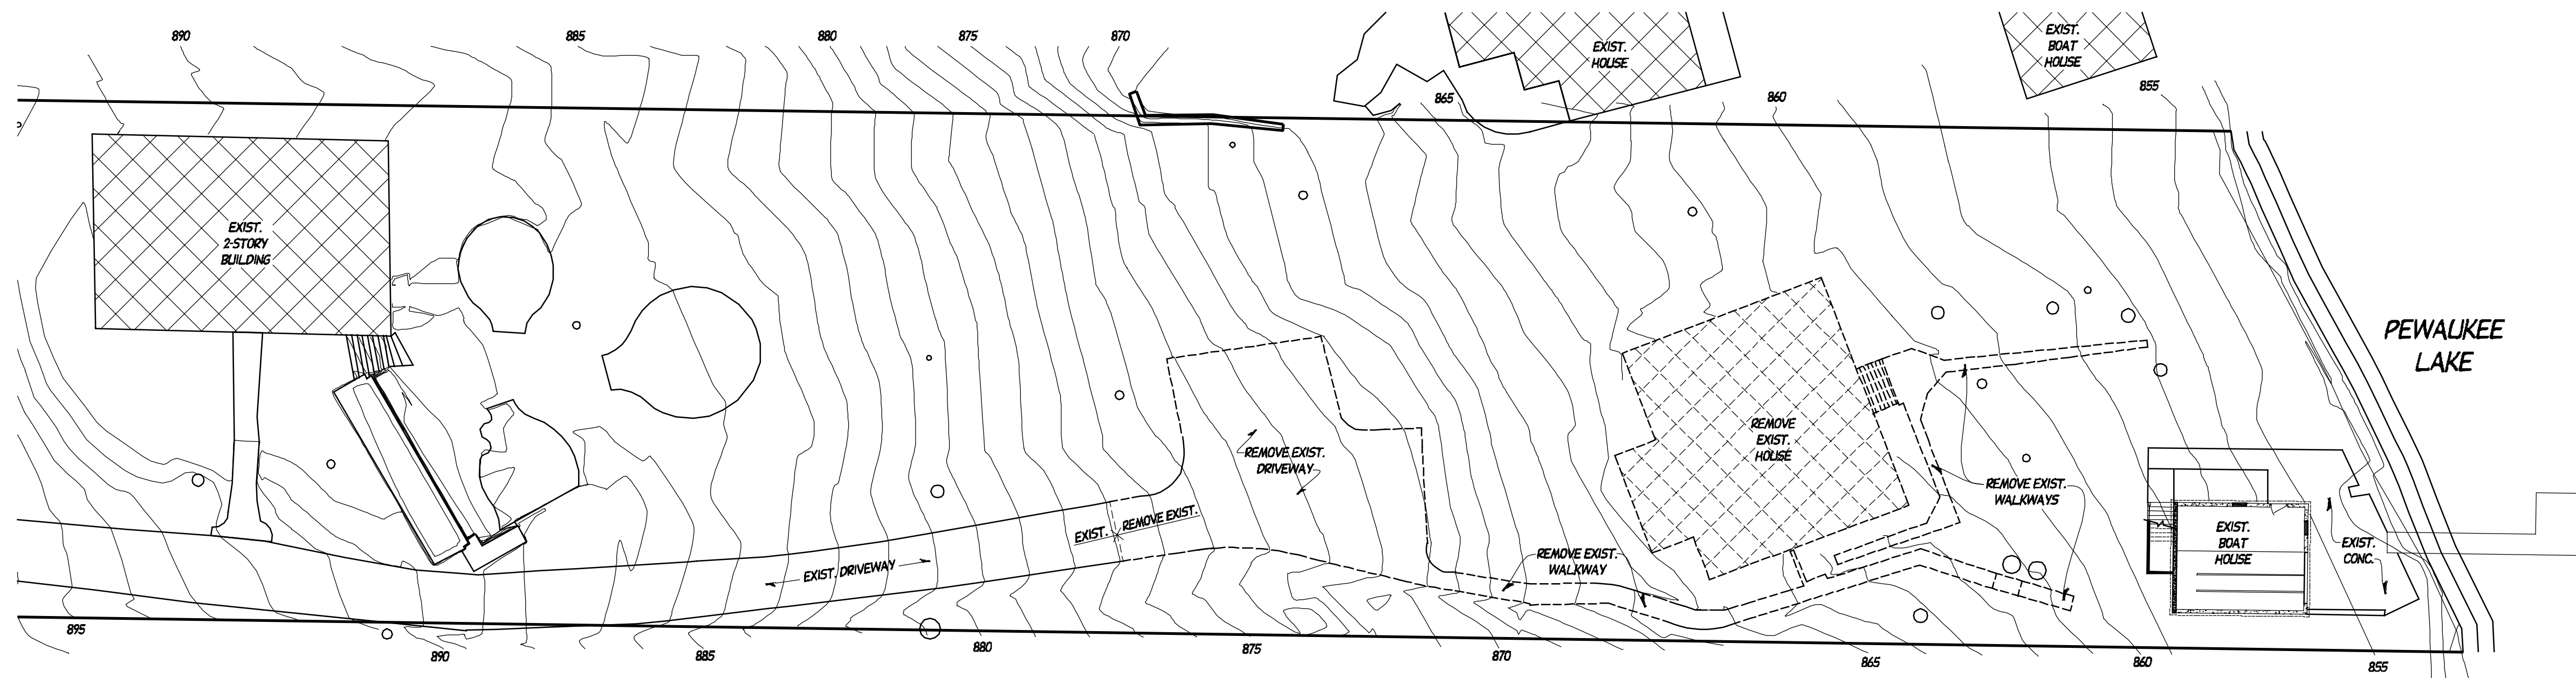 890
885
880
875
870
EXIST.
HOUSE
EXIST.
BOAT
HOUSE
865
860
855
EXIST.
2-STORY
BUILDING
PEWAUKEE
LAKE
REMOVE
EXIST.
HOUSE
REMOVE EXIST.
DRIVEWAY
REMOVE EXIST.
WALKWAYS
EXIST. REMOVE EXIST.
EXIST.
BOAT
HOUSE
EXIST.
CONC.
REMOVE EXIST.
WALKWAY
EXIST. DRIVEWAY
895
890
885
880
875
870
865
860
855